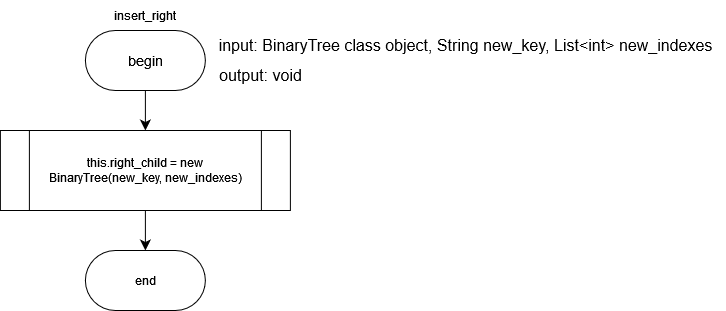 insert_right
begin
input: BinaryTree class object, String new_key, List<int> new_indexes
output: void
this.right_child = new
BinaryTree(new_key, new_indexes)
end